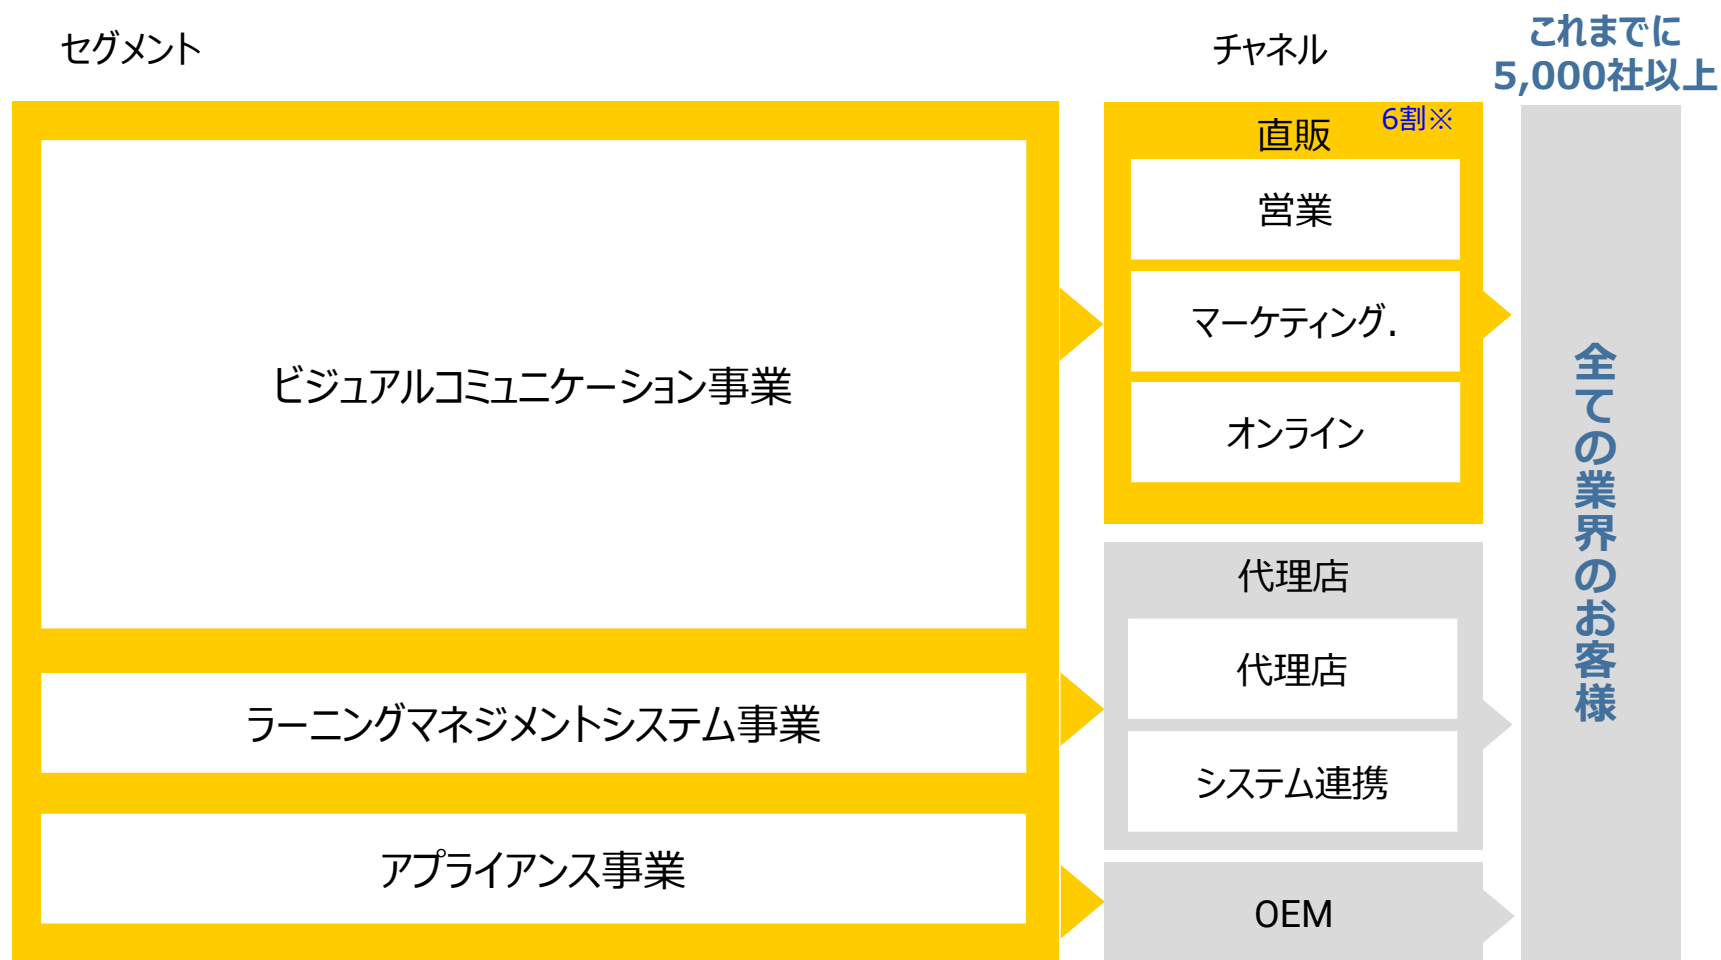 セグメント
チャネル
これまでに
5,000社以上
ビジュアルコミュニケーション事業
ラーニングマネジメントシステム事業
アプライアンス事業
直販
6割※
営業
マーケティング.
オンライン
代理店
代理店
システム連携
OEM
全ての業界のお客様